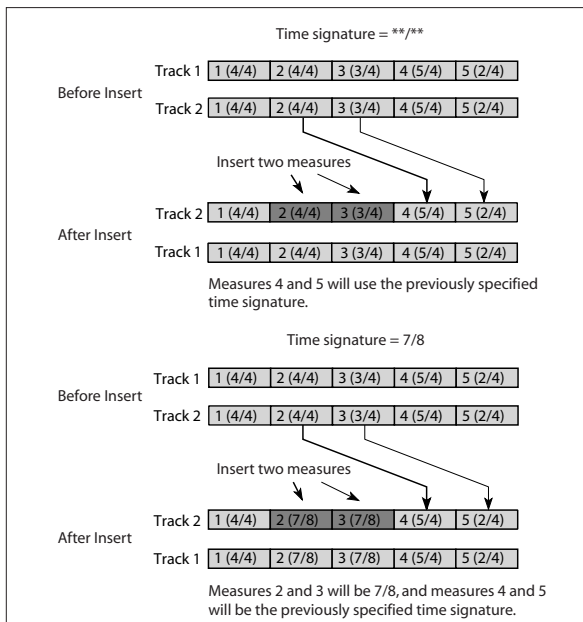 Time signature = **/**
Track 1 1 (4/4) 2 (4/4) 3 (3/4) 4 (5/4) 5 (2/4)
Before Insert
Track 2 1 (4/4) 2 (4/4) 3 (3/4) 4 (5/4) 5 (2/4)
Insert two measures
Track 2 1 (4/4) 2 (4/4) 3 (3/4) 4 (5/4) 5 (2/4)
After Insert
Track 1 1 (4/4) 2 (4/4) 3 (3/4) 4 (5/4) 5 (2/4)
Measures 4 and 5 will use the previously specified
time signature.
Time signature = 7/8
Track 1 1 (4/4) 2 (4/4) 3 (3/4) 4 (5/4) 5 (2/4)
Before Insert
Track 2 1 (4/4) 2 (4/4) 3 (3/4) 4 (5/4) 5 (2/4)
Insert two measures
Track 2 1 (4/4) 2 (7/8) 3 (7/8) 4 (5/4) 5 (2/4)
After Insert
Track 1 1 (4/4) 2 (7/8) 3 (7/8) 4 (5/4) 5 (2/4)
Measures 2 and 3 will be 7/8, and measures 4 and 5
will be the previously specified time signature.